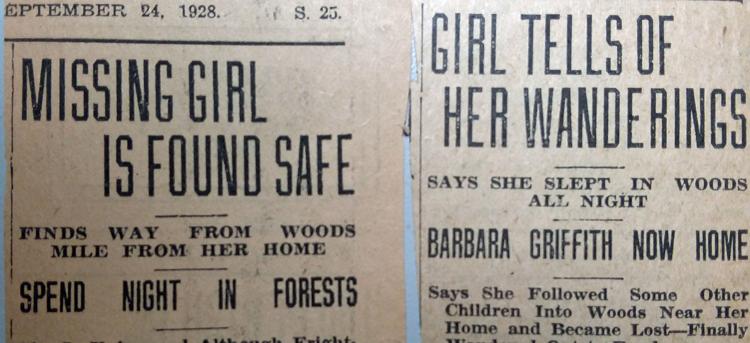 EPTEMBER 24, 1928. S. 25.
MISSING GIRL
IS FOUND SAFE
FINDS WAY FROM WOODS
MILE FROM HER HOME
SPEND NIGHT IN FORESTS
Although Fright-
GIRL TELLS OF
HER WANDERINGS
SAYS SHE SLEPT IN WOODS
ALL NIGHT
BARBARA GRIFFITH NOW HOME
Says She Followed Some Other
Children Into Woods Near Her
Home and Became Lost—Finally